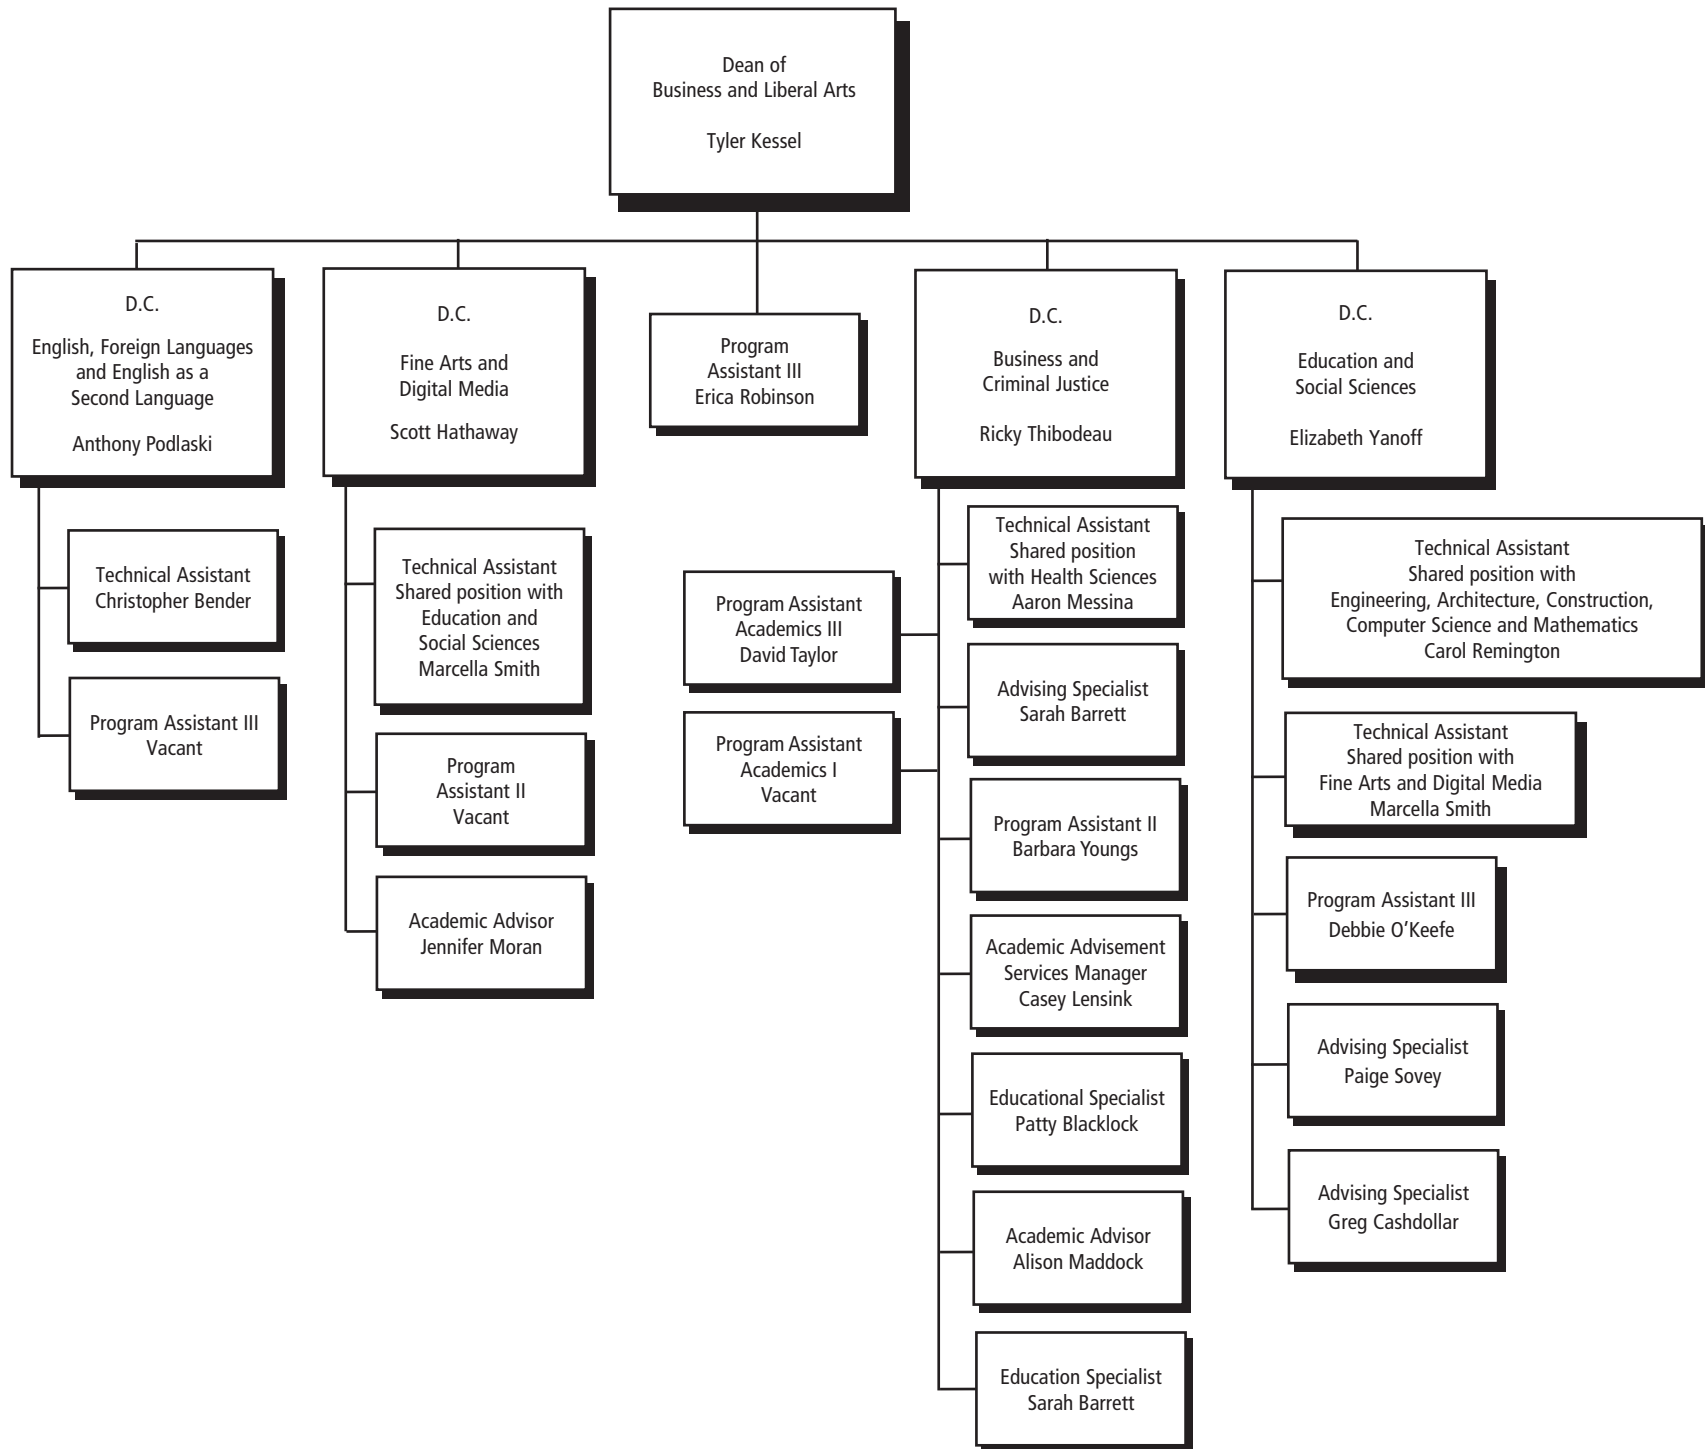 Dean of
Business and Liberal Arts
Tyler Kessel
D.C.
English, Foreign Languages
and English as a
Second Language
Anthony Podlaski
Technical Assistant
Christopher Bender
Program Assistant III
Vacant
D.C.
Fine Arts and
Digital Media
Scott Hathaway
Technical Assistant
Shared position with
Education and
Social Sciences
Marcella Smith
Program
Assistant II
Vacant
Academic Advisor
Jennifer Moran
Program
Assistant III
Erica Robinson
D.C.
Business and
Criminal Justice
Ricky Thibodeau
Program Assistant
Academics III
David Taylor
Program Assistant
Academics I
Vacant
Technical Assistant
Shared position
with Health Sciences
Aaron Messina
Advising Specialist
Sarah Barrett
Program Assistant II
Barbara Youngs
Academic Advisement
Services Manager
Casey Lensink
Educational Specialist
Patty Blacklock
Academic Advisor
Alison Maddock
Education Specialist
Sarah Barrett
D.C.
Education and
Social Sciences
Elizabeth Yanoff
Technical Assistant
Shared position with
Engineering, Architecture, Construction,
Computer Science and Mathematics
Carol Remington
Technical Assistant
Shared position with
Fine Arts and Digital Media
Marcella Smith
Program Assistant III
Debbie O’Keefe
Advising Specialist
Paige Sovey
Advising Specialist
Greg Cashdollar